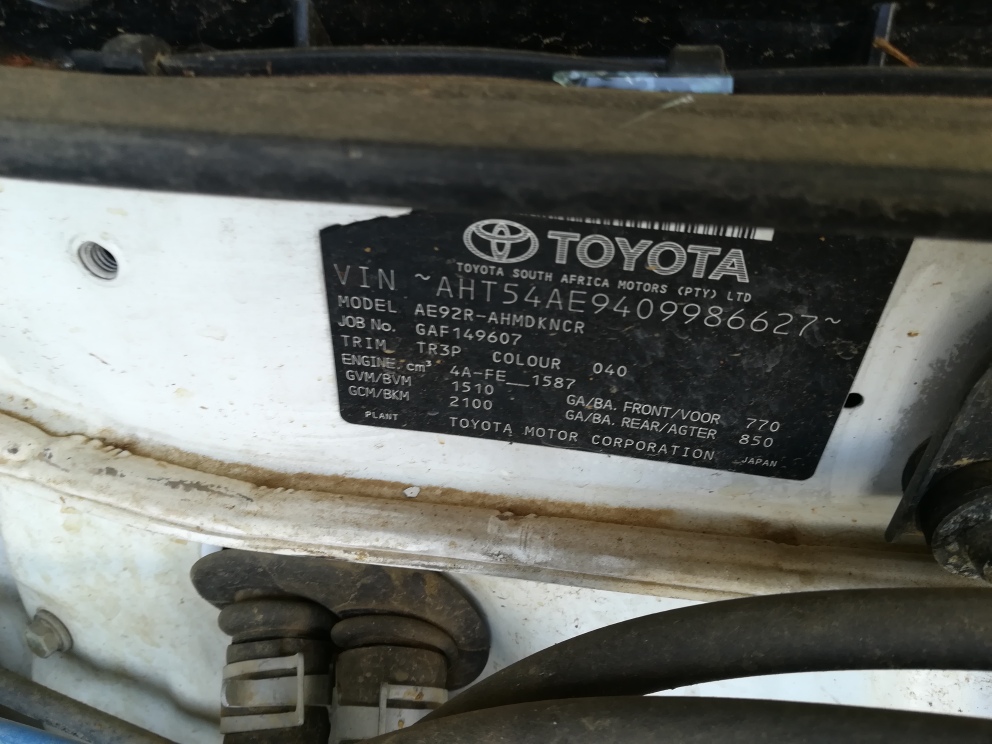 TOYOTA
TOYOTA SOUTH AFRICA MOTORS (PTY) LTD
VIN ~AHT54AE9409986627~
MODEL AE92R-AHMDKNCR
JOB No. GAF149607
TRIM TR3P COLOUR 040
ENGINE cm³ 4A-FE__1587
GVM/BVM 1510 GA/BA. FRONT/VOOR 770
GCM/BKM 2100 GA/BA. REAR/AGTER 850
PLANT TOYOTA MOTOR CORPORATION JAPAN